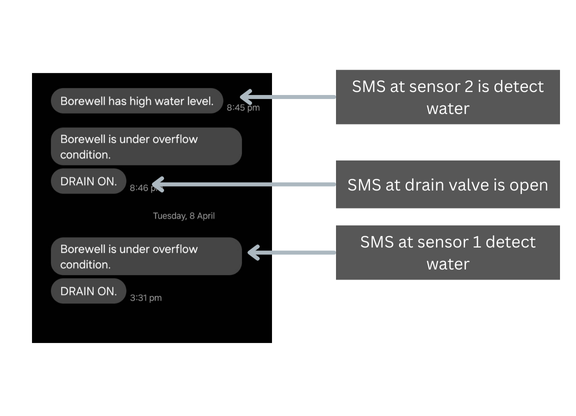 Borewell has high water level.
8:45 pm
Borewell is under overflow
condition.
DRAIN ON.
8:46 pm
Tuesday, 8 April
Borewell is under overflow
condition.
DRAIN ON.
3:31 pm
SMS at sensor 2 is detect
water
SMS at drain valve is open
SMS at sensor 1 detect
water